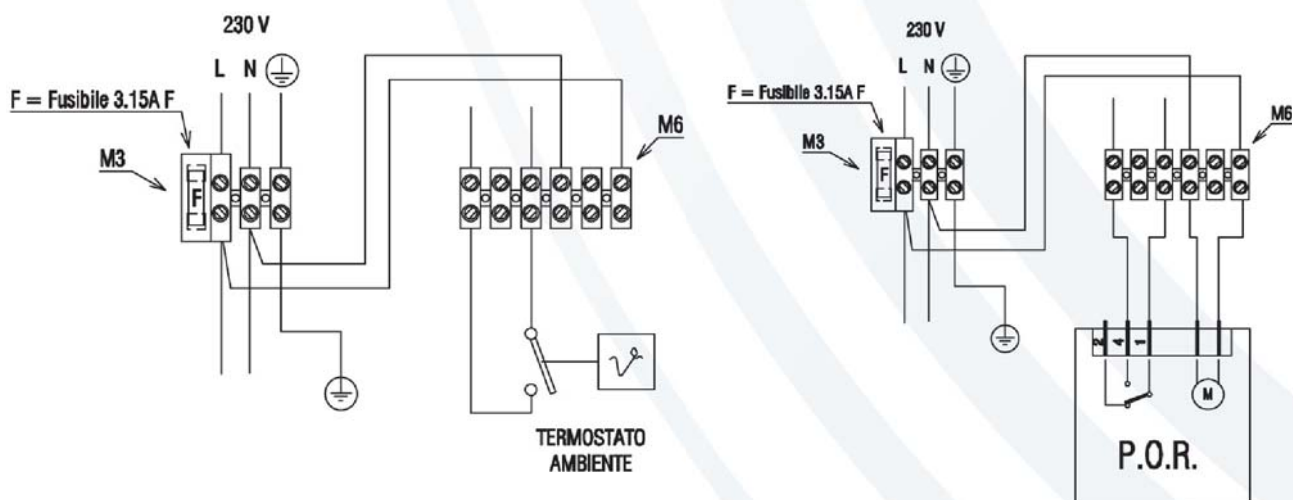 230 V
L N
F = Fusibile 3.15A F
M3
F
M6
TERMOSTATO
AMBIENTE
230 V
L N
F = Fusibile 3.15A F
M3
F
M6
2 4 1
M
P.O.R.